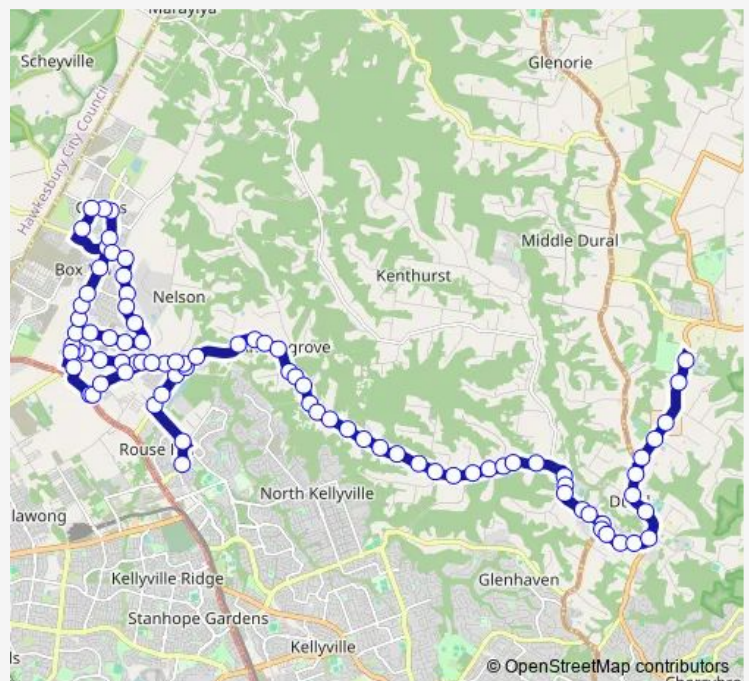 Scheyville
Glenorie
Hawkesbury City Council
Middle Dural
Box
Kenthurst
Nelson
grove
Rouse
North Kellyville
Kellyville Ridge
Glenhaven
Stanhope Gardens
Kellyville
© OpenStreetMap contributors